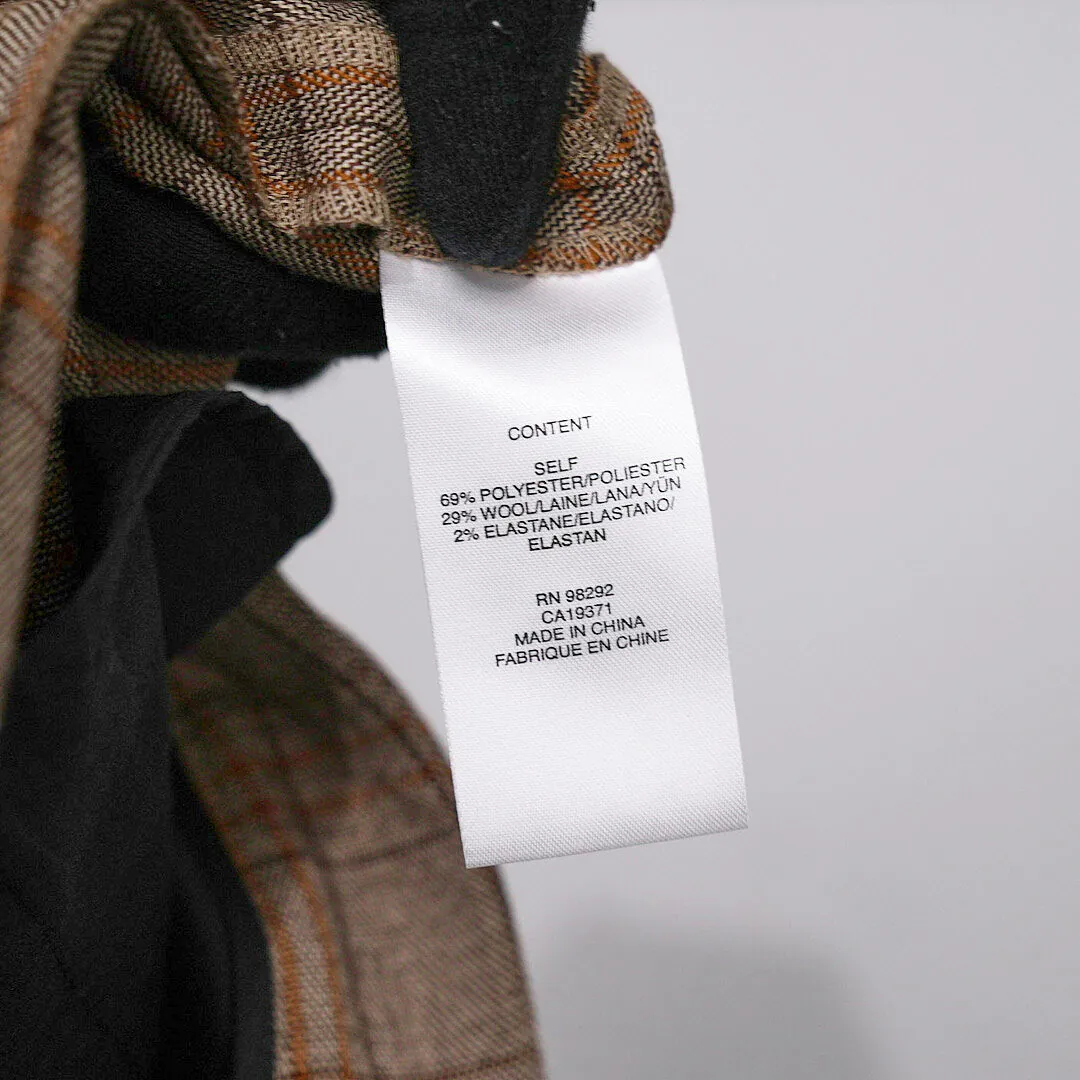 CONTENT
SELF
69% POLYESTER/POLIESTER
29% WOOL/LAINE/LANA/YÜN
2% ELASTANE/ELASTANO/
ELASTAN
RN 98292
CA19371
MADE IN CHINA
FABRIQUE EN CHINE